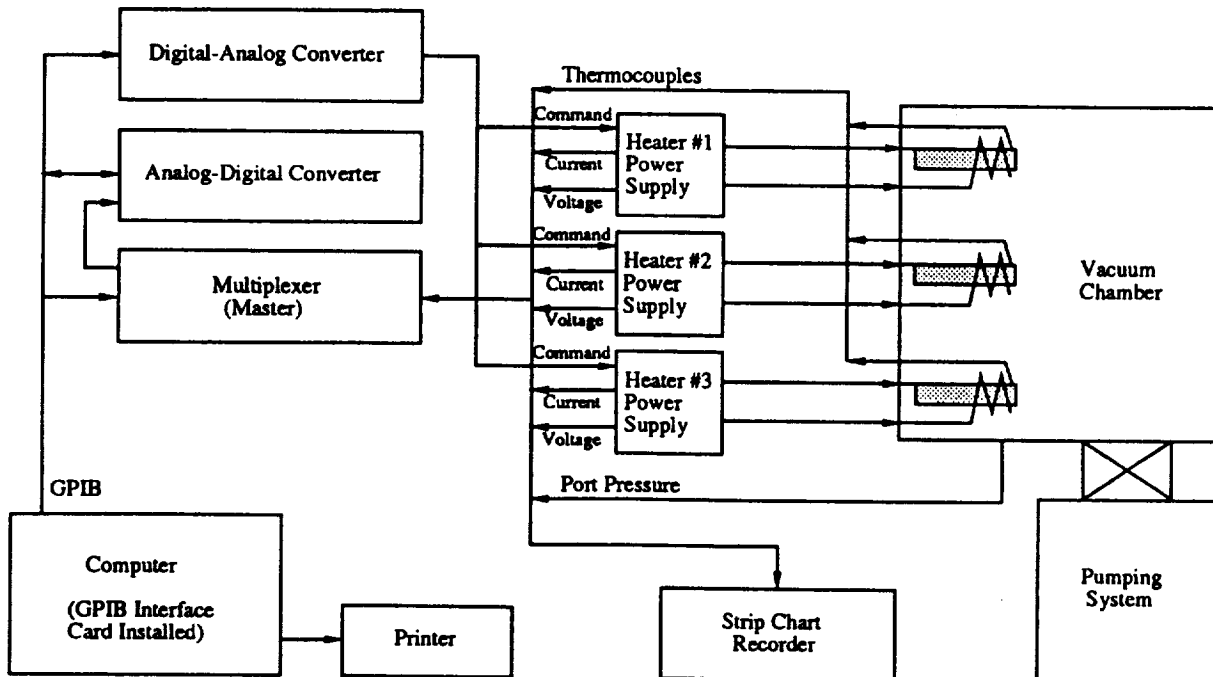 Digital-Analog Converter
Analog-Digital Converter
Multiplexer
(Master)
GPIB
Computer
(GPIB Interface
Card Installed)
Printer
Thermocouples
Command
Current
Voltage
Heater #1
Power
Supply
Command
Current
Voltage
Heater #2
Power
Supply
Command
Current
Voltage
Heater #3
Power
Supply
Port Pressure
Strip Chart
Recorder
Vacuum
Chamber
Pumping
System